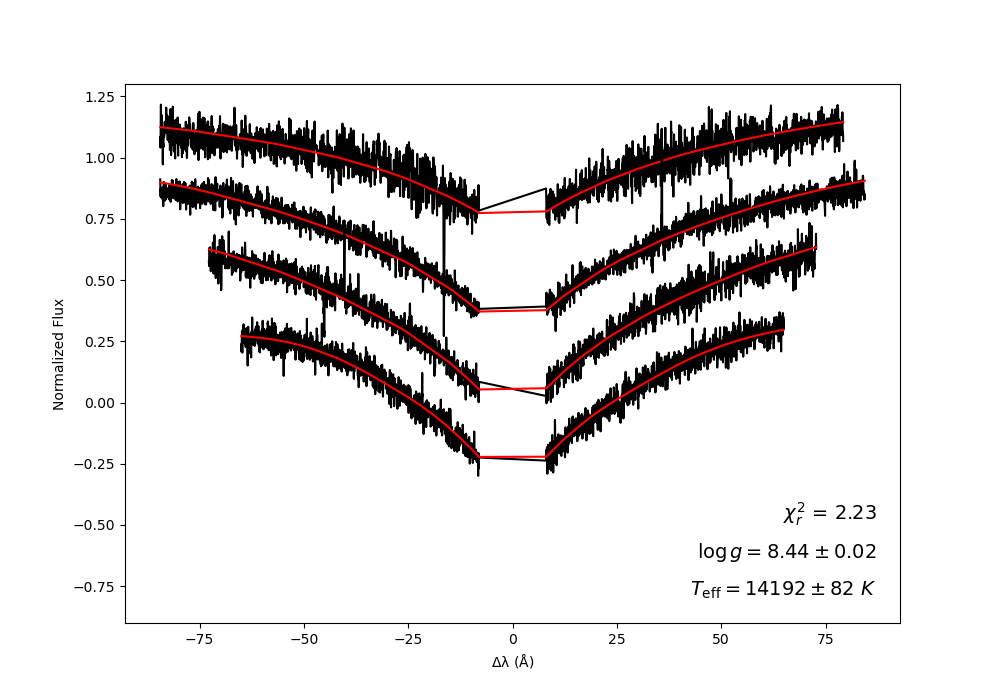 1.25
1.00
0.75
0.50
0.25
0.00
−0.25
−0.50
−0.75
Normalized Flux
χ²ᵣ = 2.23
log g = 8.44 ± 0.02
T_eff = 14192 ± 82 K
−75 −50 −25 0 25 50 75
Δλ (Å)